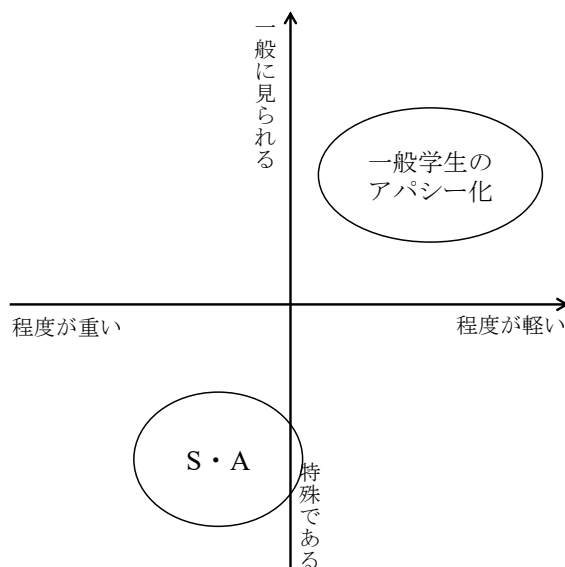 一般に見られる
一般学生の
アパシー化
程度が重い
程度が軽い
S・A
特殊である